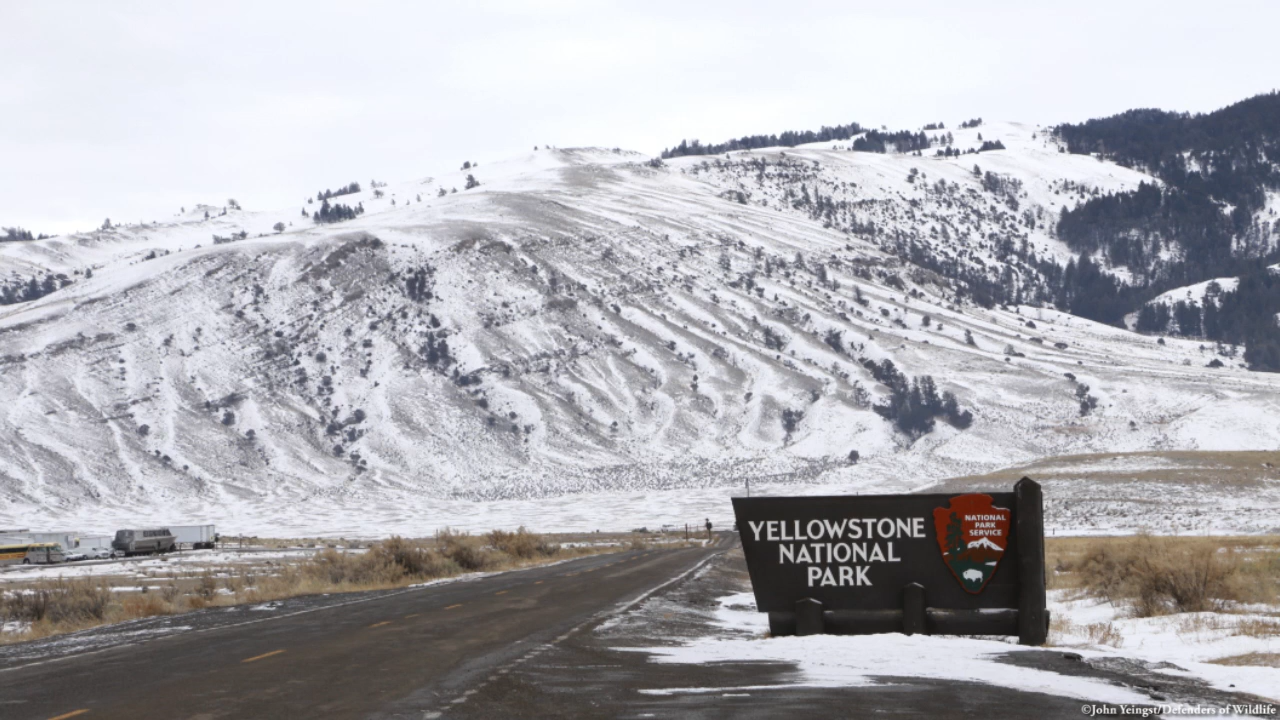 YELLOWSTONE
NATIONAL
PARK
NATIONAL
PARK
SERVICE
©John Yeingst/Defenders of Wildlife